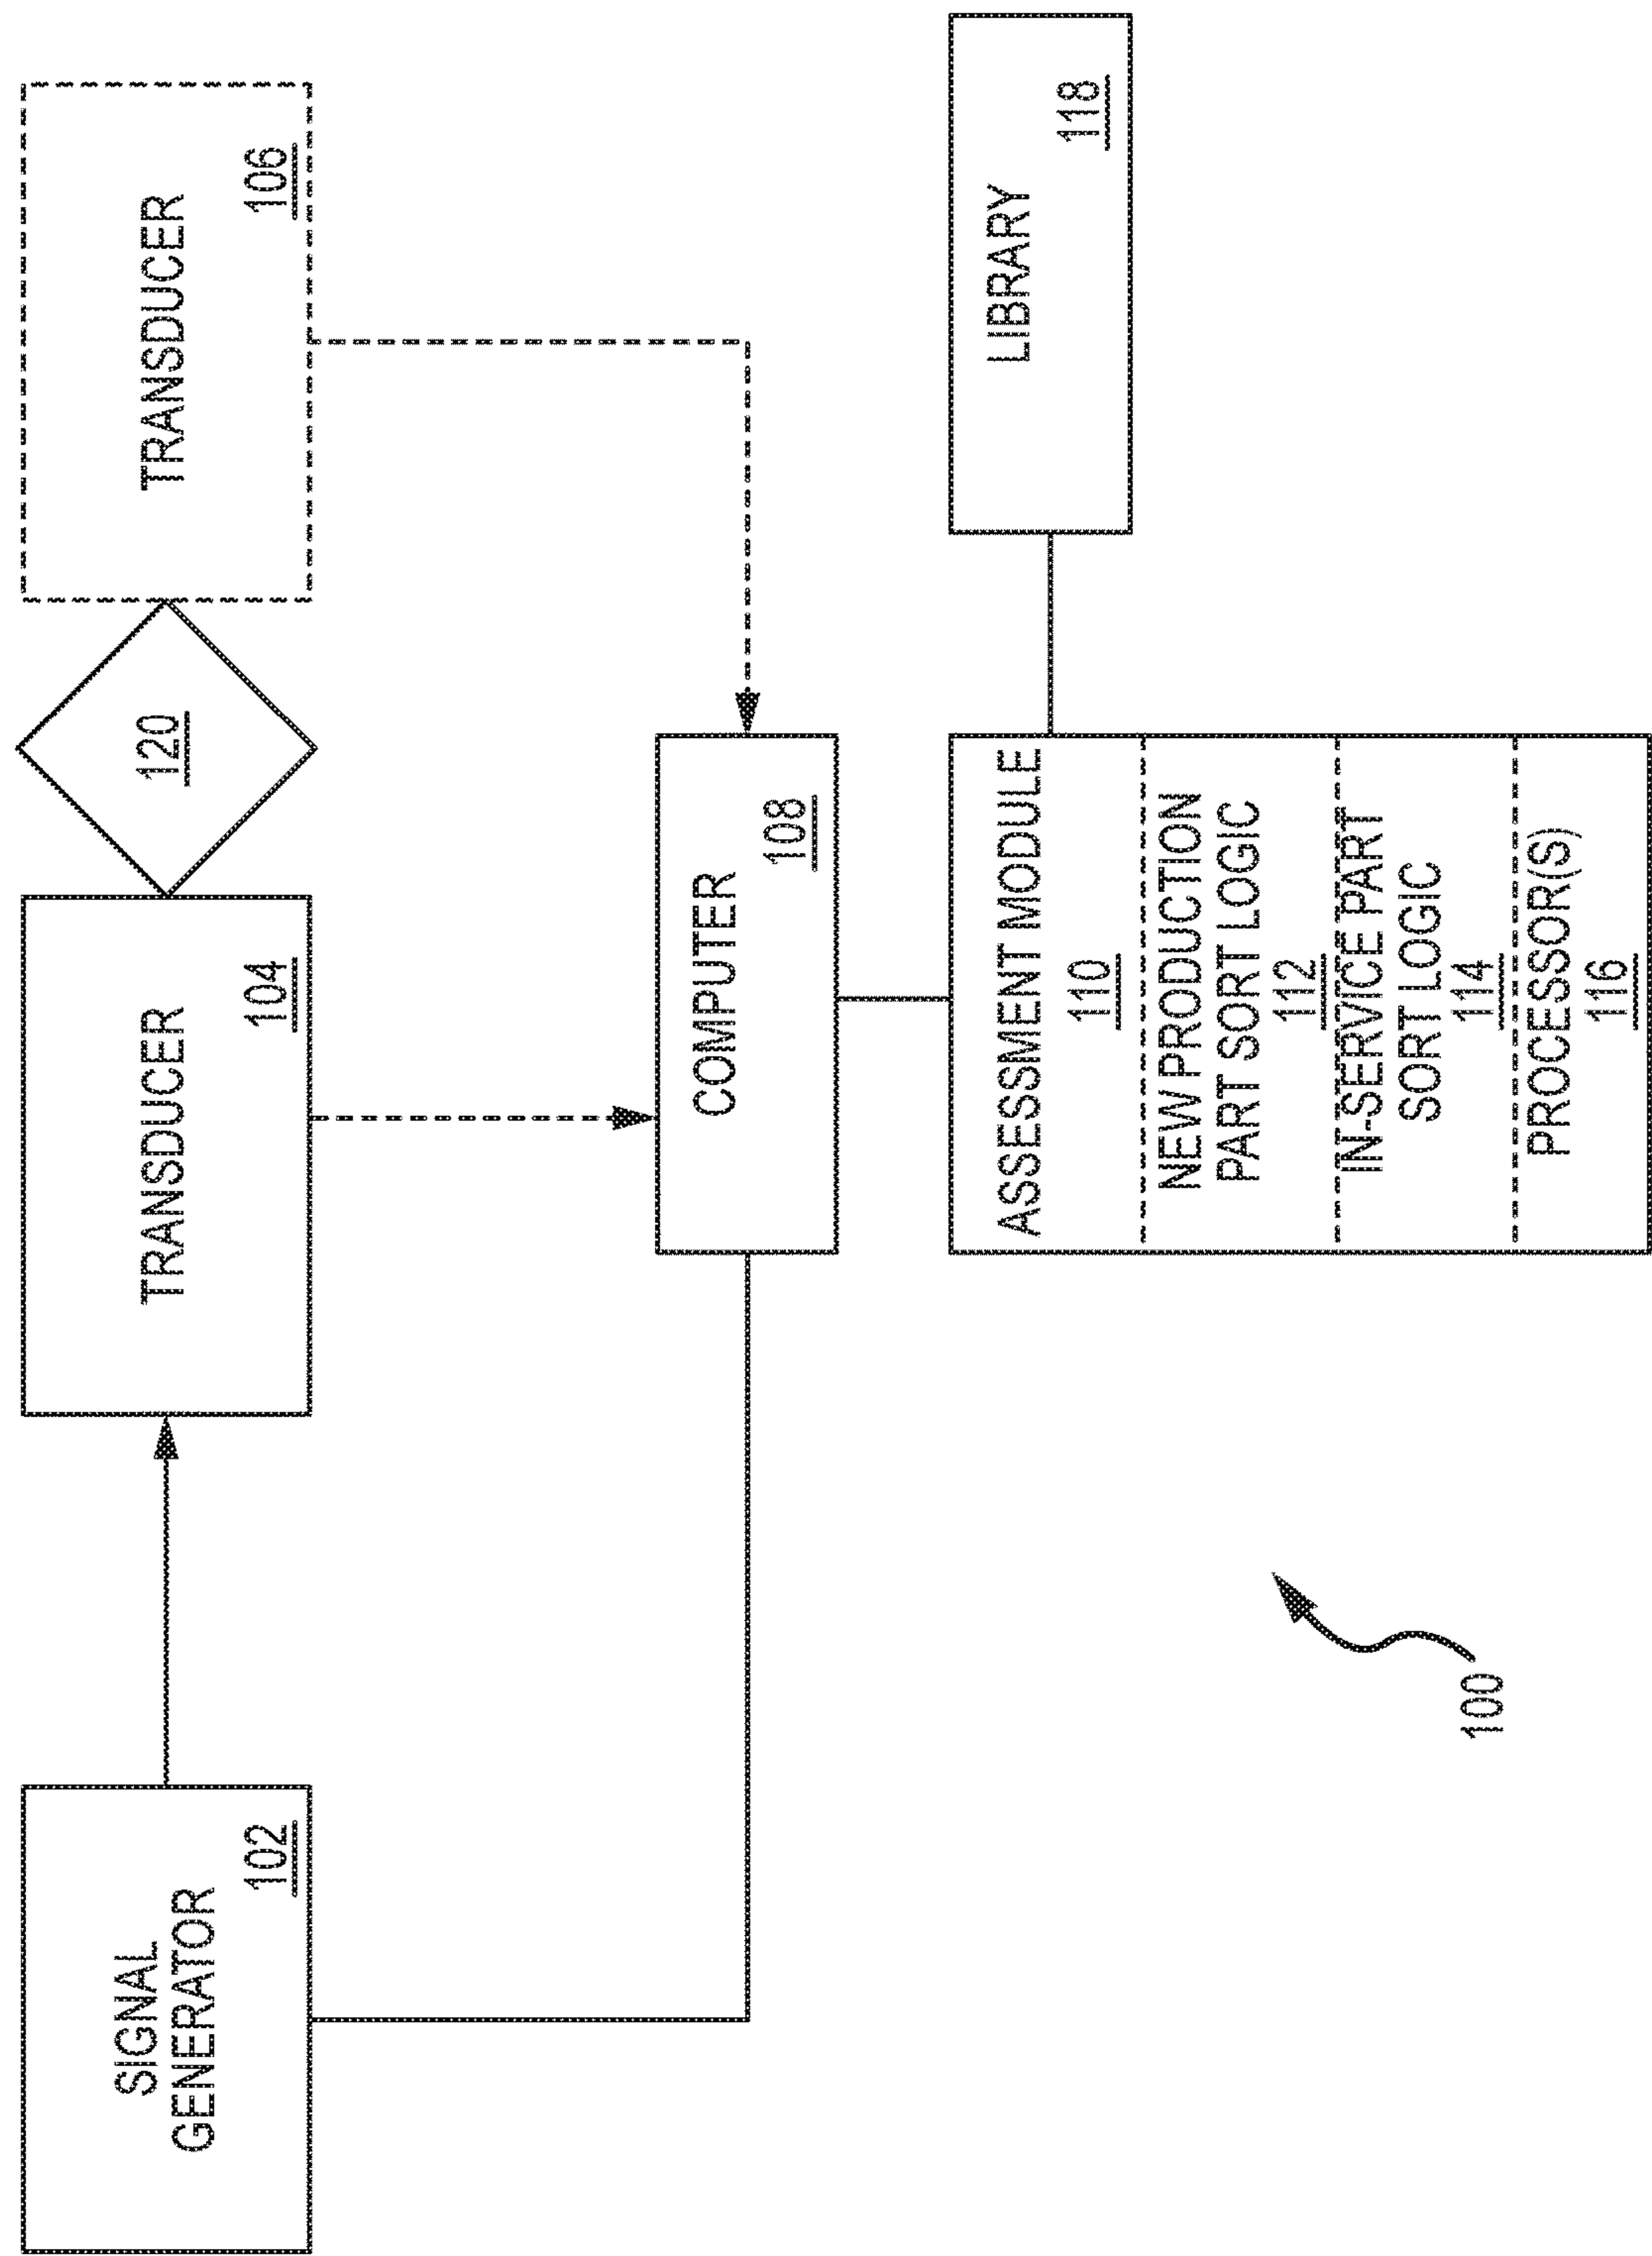 SIGNAL
GENERATOR
102
TRANSDUCER
104
120
TRANSDUCER
106
COMPUTER
108
ASSESSMENT MODULE
110
NEW PRODUCTION
PART SORT LOGIC
112
IN-SERVICE PART
SORT LOGIC
114
PROCESSOR(S)
116
LIBRARY
118
100